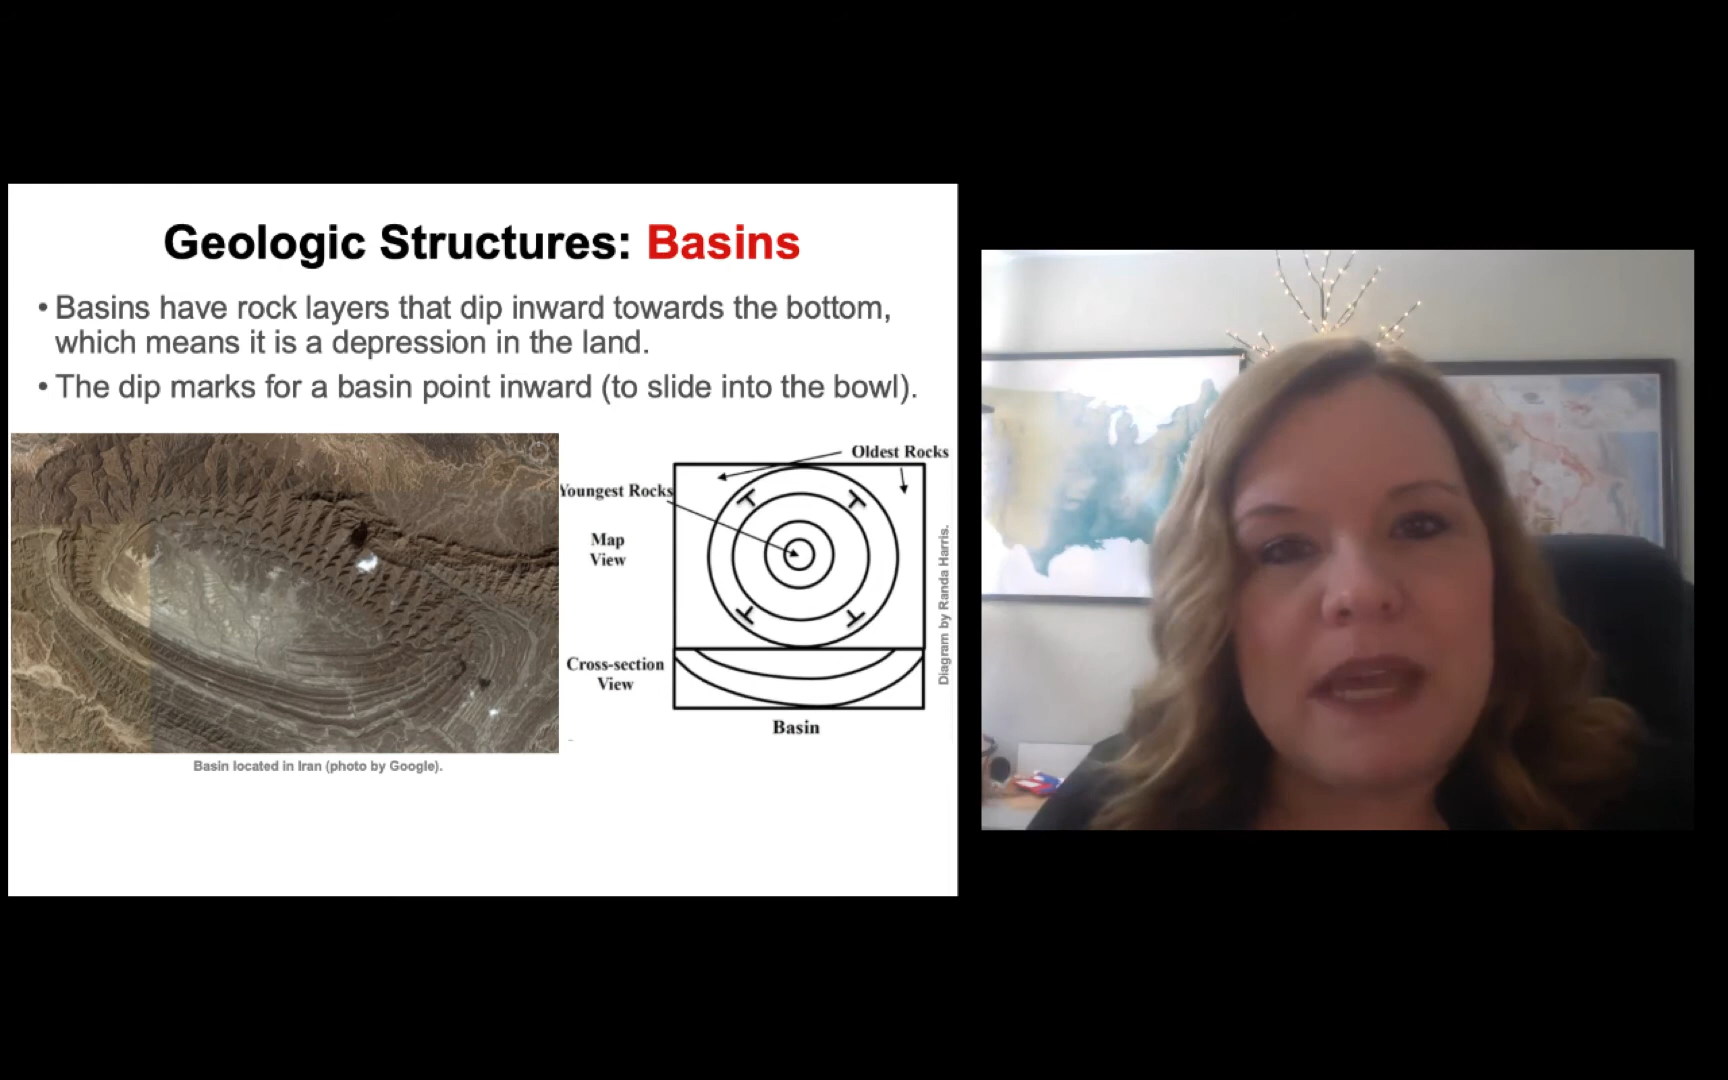 Geologic Structures: Basins
• Basins have rock layers that dip inward towards the bottom,
which means it is a depression in the land.
• The dip marks for a basin point inward (to slide into the bowl).
Oldest Rocks
Youngest Rocks
Map
View
Cross-section
View
Basin
Diagram by Randa Harris.
Basin located in Iran (photo by Google).